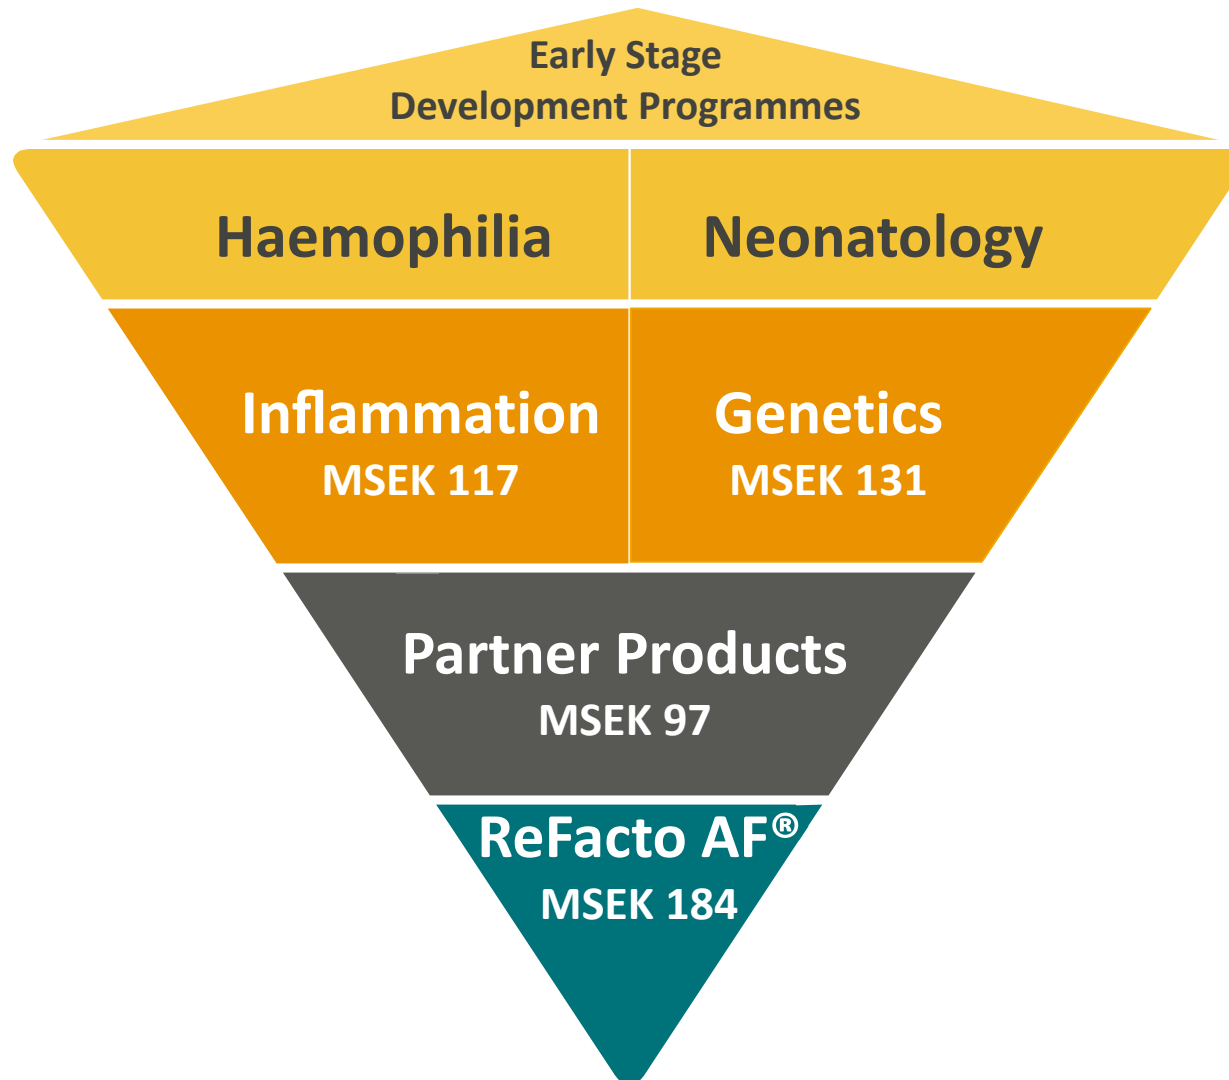 Early Stage
Development Programmes
Haemophilia
Neonatology
Inflammation
MSEK 117
Genetics
MSEK 131
Partner Products
MSEK 97
ReFacto AF®
MSEK 184